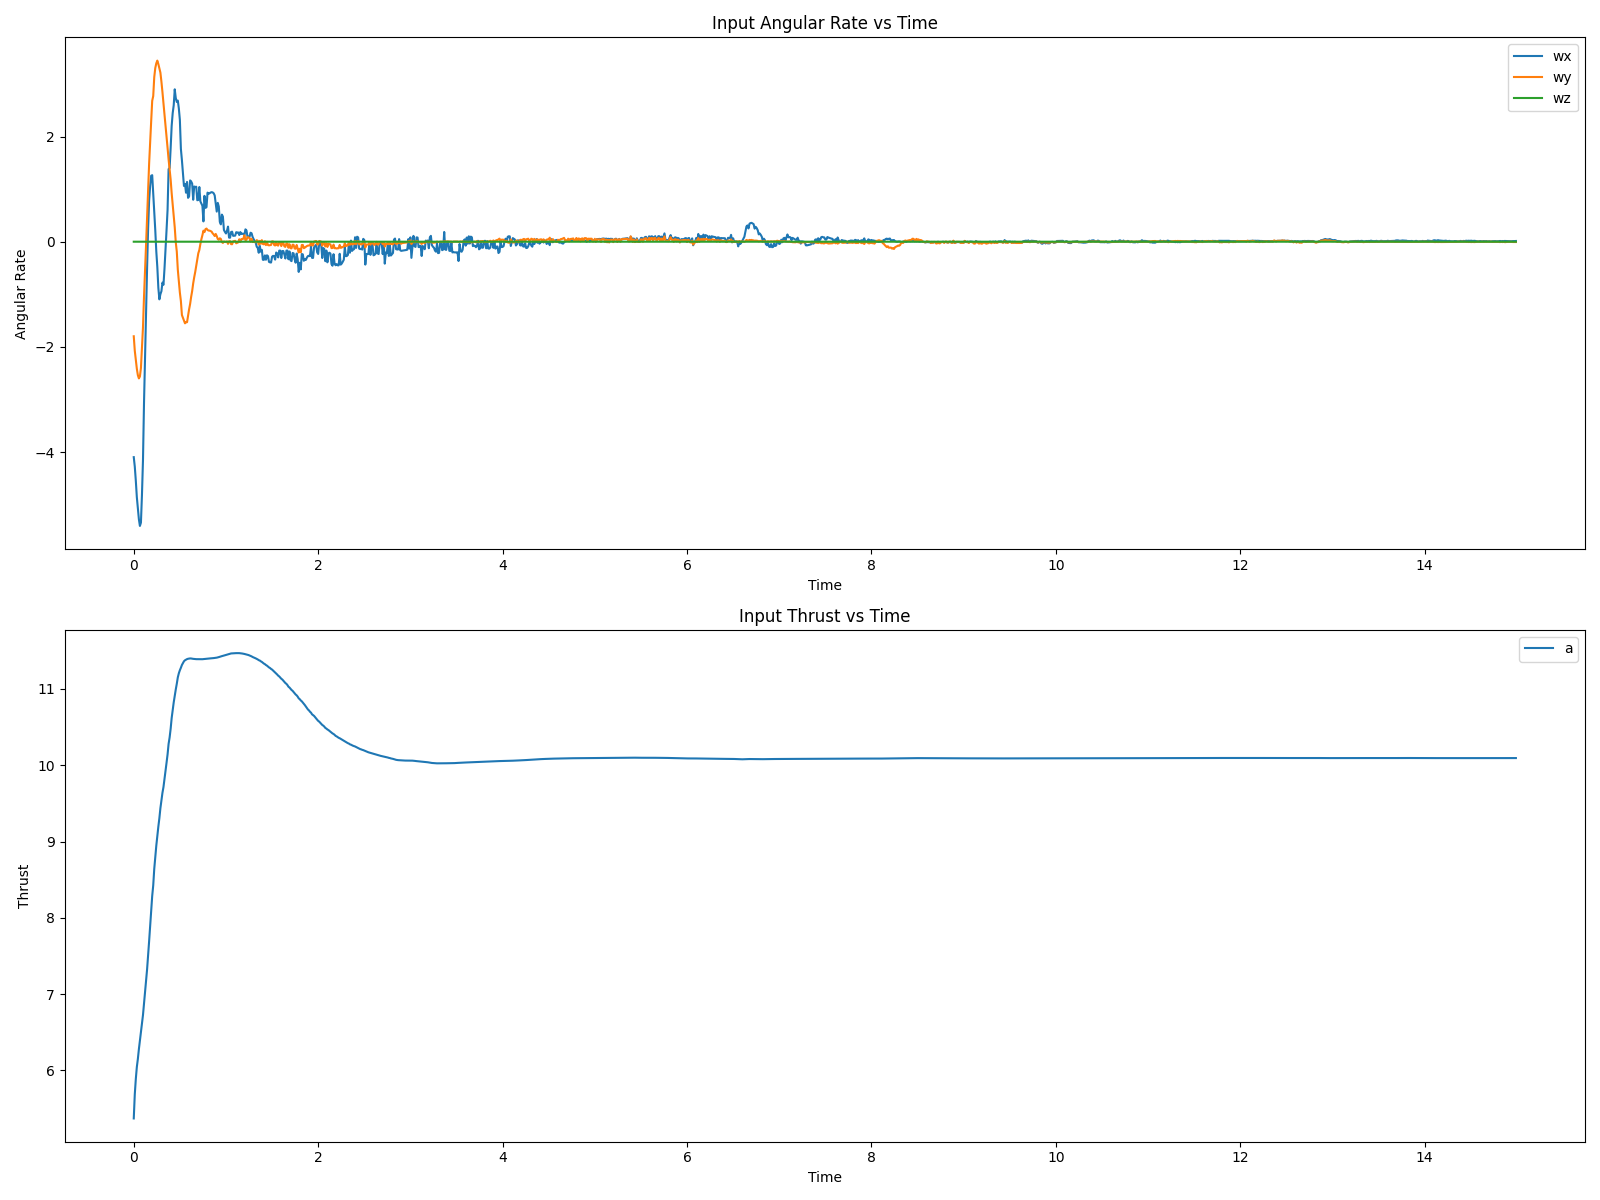 Input Angular Rate vs Time
wx
wy
wz
2
0
−2
−4
Angular Rate
0 2 4 6 8 10 12 14
Time
Input Thrust vs Time
a
11
10
9
8
7
6
Thrust
0 2 4 6 8 10 12 14
Time